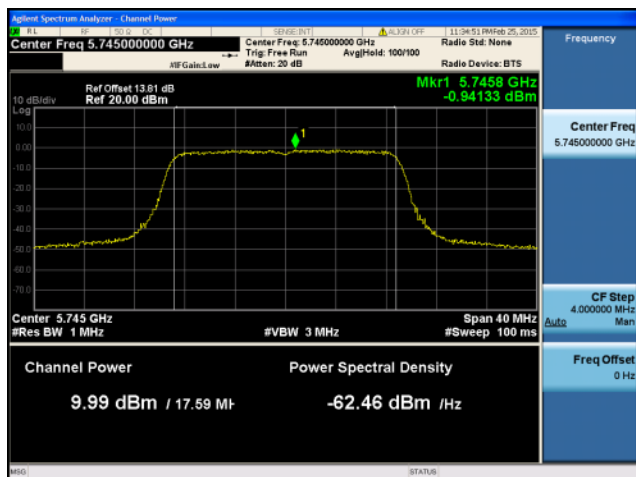 Agilent Spectrum Analyzer - Channel Power
RL RF 50 Ω DC SENSE:INT ALIGN OFF 11:34:51 PM Feb 25, 2015
Center Freq 5.745000000 GHz
Center Freq: 5.745000000 GHz
Radio Std: None
Trig: Free Run Avg|Hold: 100/100
#IFGain:Low #Atten: 20 dB Radio Device: BTS
Frequency
Ref Offset 13.81 dB
10 dB/div Ref 20.00 dBm
Mkr1 5.7458 GHz
-0.94133 dBm
Log
10.0
0.00
-10.0
-20.0
-30.0
-40.0
-50.0
-60.0
-70.0
1
Center 5.745 GHz Span 40 MHz
#Res BW 1 MHz #VBW 3 MHz #Sweep 100 ms
Channel Power Power Spectral Density
9.99 dBm / 17.59 MH -62.46 dBm /Hz
Center Freq
5.745000000 GHz
CF Step
4.000000 MHz
Auto Man
Freq Offset
0 Hz
MSG STATUS